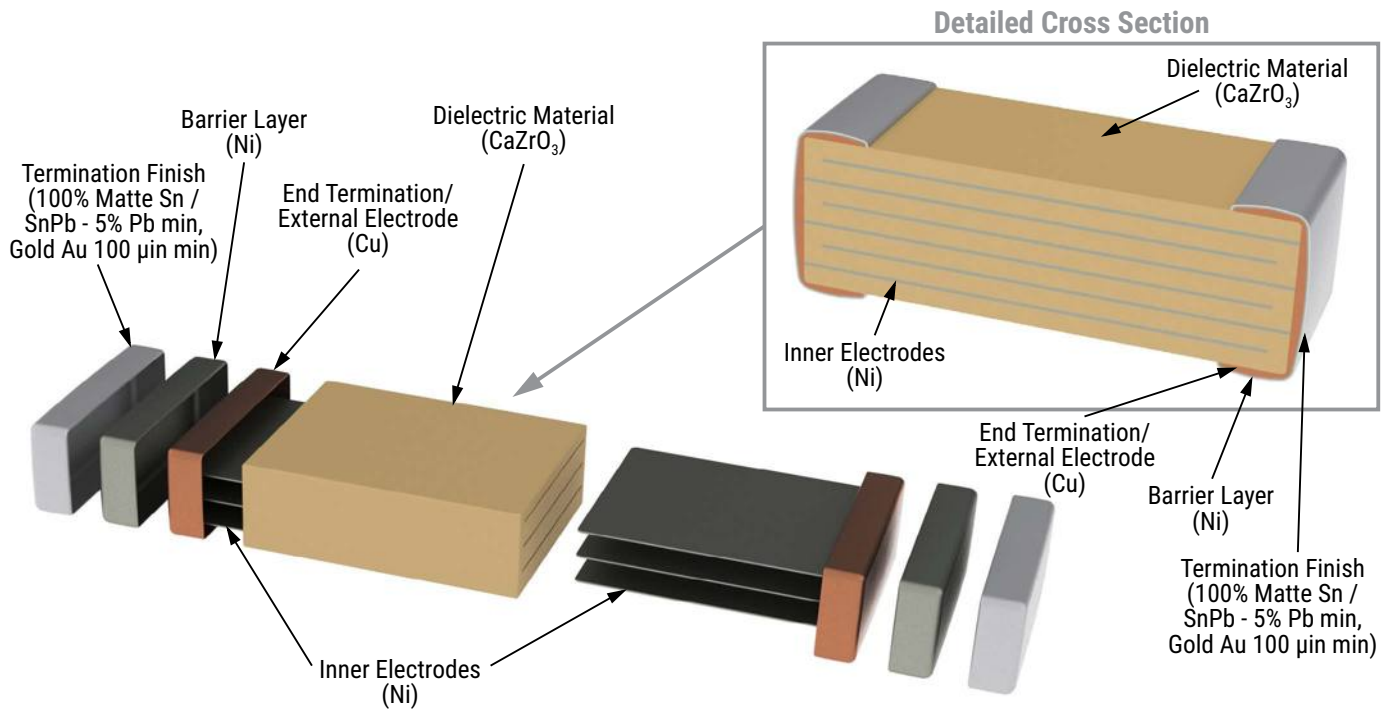 Detailed Cross Section
Dielectric Material
(CaZrO₃)
Inner Electrodes
(Ni)
End Termination/
External Electrode
(Cu)
Barrier Layer
(Ni)
Termination Finish
(100% Matte Sn /
SnPb - 5% Pb min,
Gold Au 100 µin min)
Dielectric Material
(CaZrO₃)
Barrier Layer
(Ni)
Termination Finish
(100% Matte Sn /
SnPb - 5% Pb min,
Gold Au 100 µin min)
End Termination/
External Electrode
(Cu)
Inner Electrodes
(Ni)